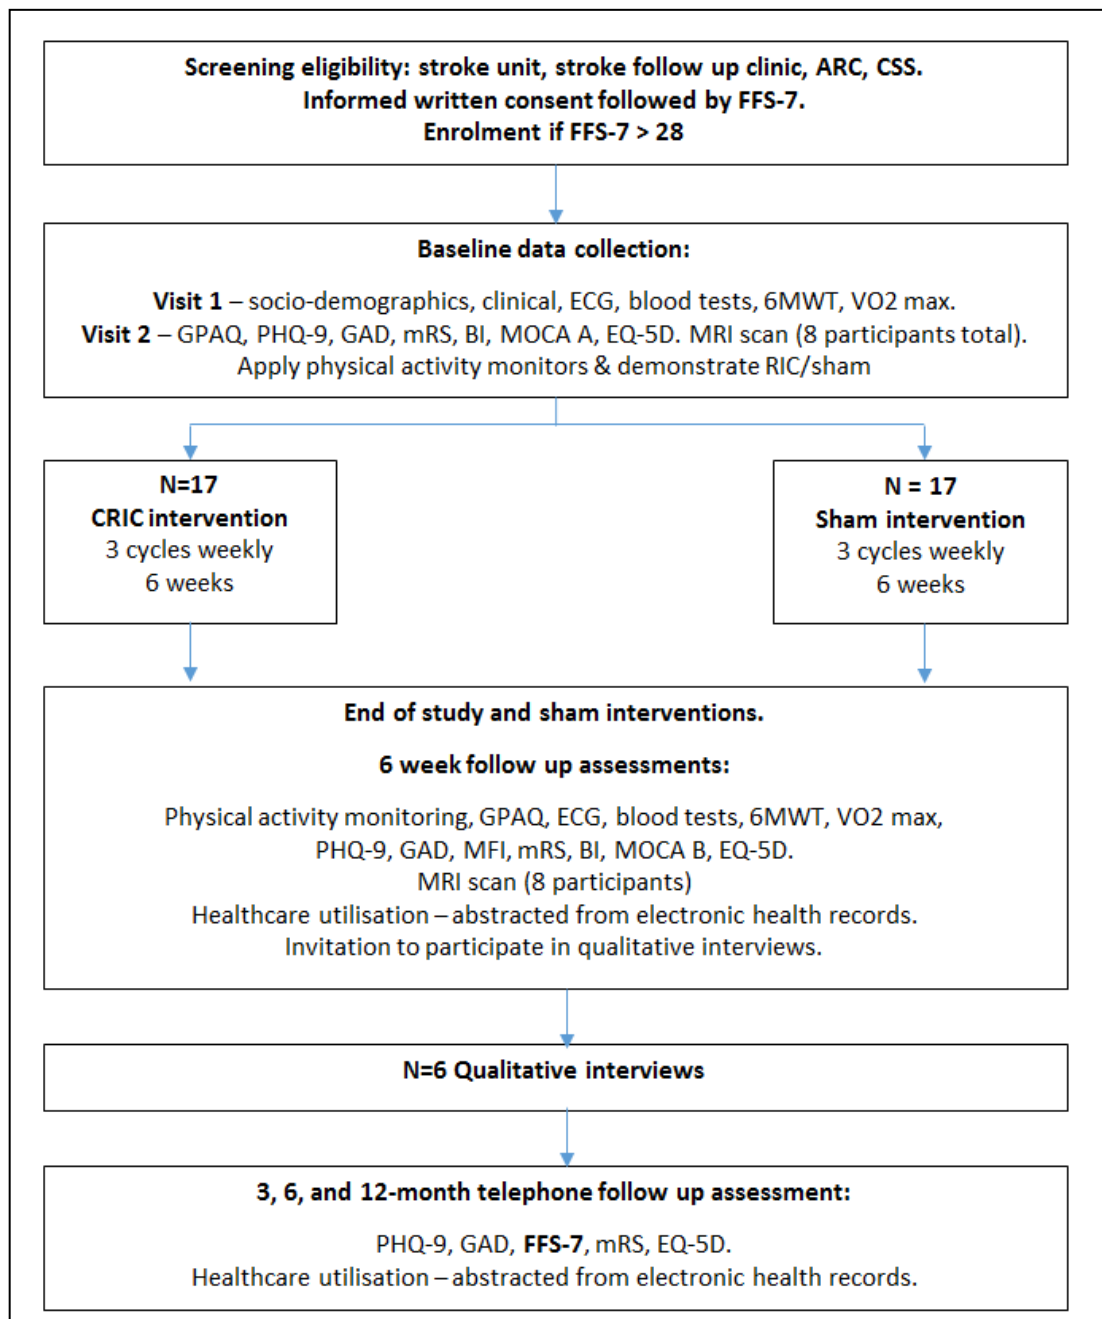 Screening eligibility: stroke unit, stroke follow up clinic, ARC, CSS.
Informed written consent followed by FFS-7.
Enrolment if FFS-7 > 28
Baseline data collection:
Visit 1 – socio-demographics, clinical, ECG, blood tests, 6MWT, VO2 max.
Visit 2 – GPAQ, PHQ-9, GAD, mRS, BI, MOCA A, EQ-5D. MRI scan (8 participants total).
Apply physical activity monitors & demonstrate RIC/sham
N=17
CRIC intervention
3 cycles weekly
6 weeks
N = 17
Sham intervention
3 cycles weekly
6 weeks
End of study and sham interventions.
6 week follow up assessments:
Physical activity monitoring, GPAQ, ECG, blood tests, 6MWT, VO2 max,
PHQ-9, GAD, MFI, mRS, BI, MOCA B, EQ-5D.
MRI scan (8 participants)
Healthcare utilisation – abstracted from electronic health records.
Invitation to participate in qualitative interviews.
N=6 Qualitative interviews
3, 6, and 12-month telephone follow up assessment:
PHQ-9, GAD, FFS-7, mRS, EQ-5D.
Healthcare utilisation – abstracted from electronic health records.